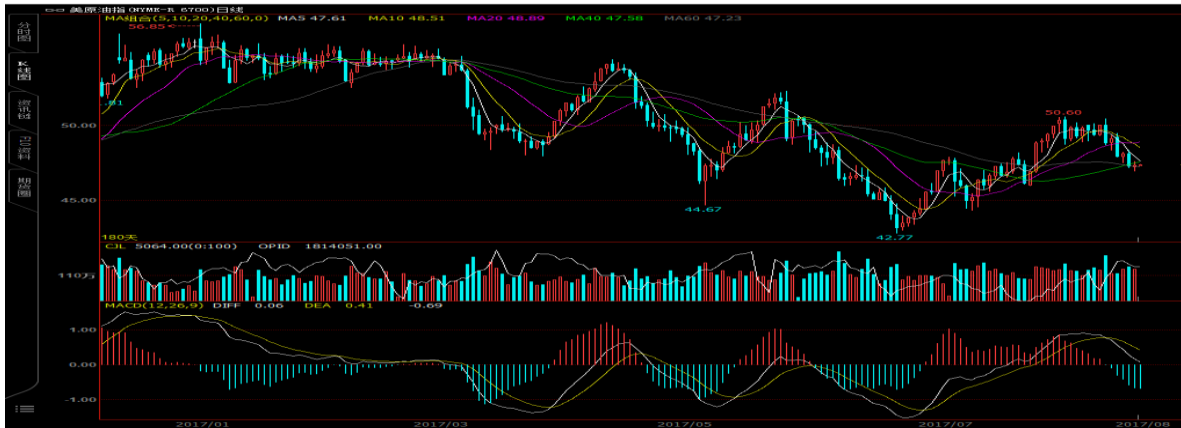 美原油指(NYME-R 6700)日线
MA组合(5,10,20,40,60,0) MA5 47.61 MA10 48.51 MA20 48.89 MA40 47.58 MA60 47.23
分时图
K线图
资讯链
F10资料
期货圈
56.85
50.00
45.00
50.60
44.67
42.77
180天
CJL 5064.00(0:100) OPID 1814051.00
110万
MACD(12,26,9) DIFF 0.06 DEA 0.41 -0.69
1.00
0.00
-1.00
2017/01 2017/03 2017/05 2017/07 2017/08